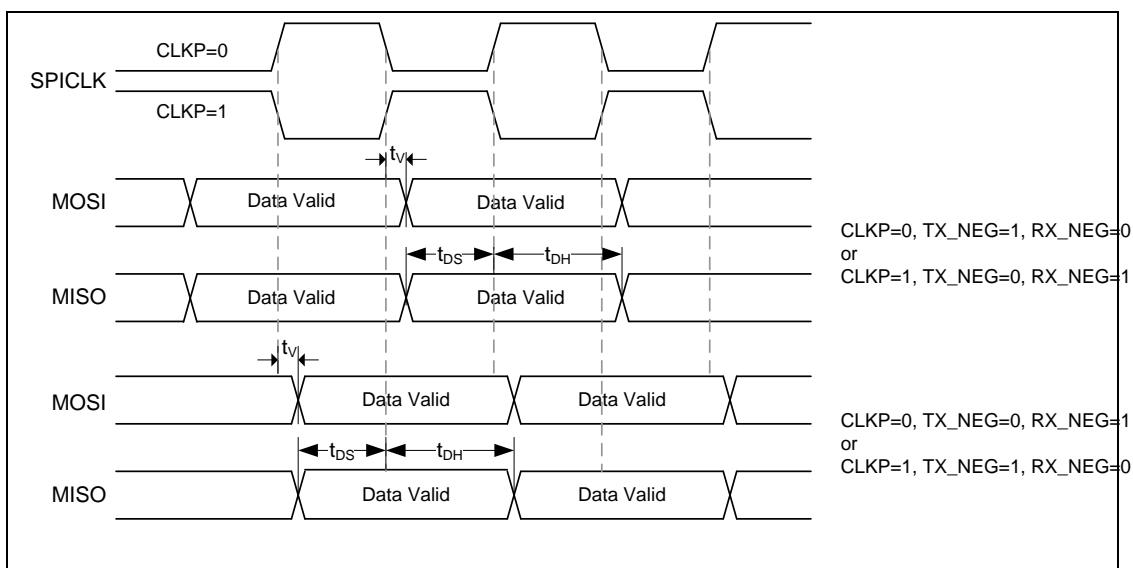 CLKP=0
SPICLK
CLKP=1
tV
MOSI
Data Valid
Data Valid
CLKP=0, TX_NEG=1, RX_NEG=0
or
CLKP=1, TX_NEG=0, RX_NEG=1
tDS
tDH
MISO
Data Valid
Data Valid
tV
MOSI
Data Valid
Data Valid
CLKP=0, TX_NEG=0, RX_NEG=1
or
CLKP=1, TX_NEG=1, RX_NEG=0
tDS
tDH
MISO
Data Valid
Data Valid